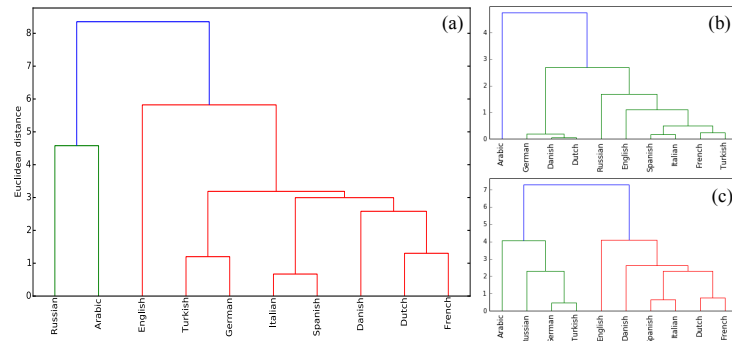 (a)
Euclidean distance
8
7
6
5
4
3
2
1
0
Russian
Arabic
English
Turkish
German
Italian
Spanish
Danish
Dutch
French
(b)
4
3
2
1
0
Arabic
German
Danish
Dutch
Russian
English
Spanish
Italian
French
Turkish
(c)
7
6
5
4
3
2
1
0
Arabic
Russian
German
Turkish
English
Danish
Spanish
Italian
Dutch
French